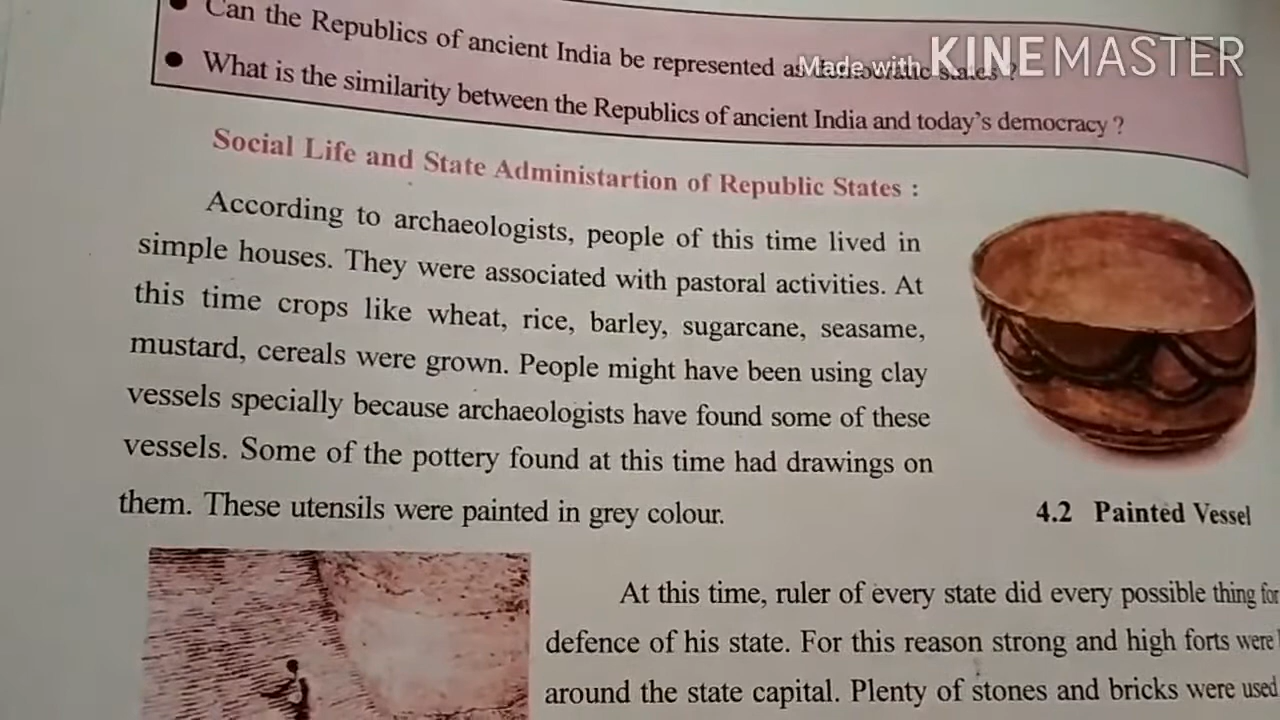 • Can the Republics of ancient India be represented as democratic states ?
Made with KINEMASTER
• What is the similarity between the Republics of ancient India and today's democracy ?
Social Life and State Administartion of Republic States :
According to archaeologists, people of this time lived in
simple houses. They were associated with pastoral activities. At
this time crops like wheat, rice, barley, sugarcane, seasame,
mustard, cereals were grown. People might have been using clay
vessels specially because archaeologists have found some of these
vessels. Some of the pottery found at this time had drawings on
them. These utensils were painted in grey colour.
4.2 Painted Vessel
At this time, ruler of every state did every possible thing for
defence of his state. For this reason strong and high forts were
around the state capital. Plenty of stones and bricks were used